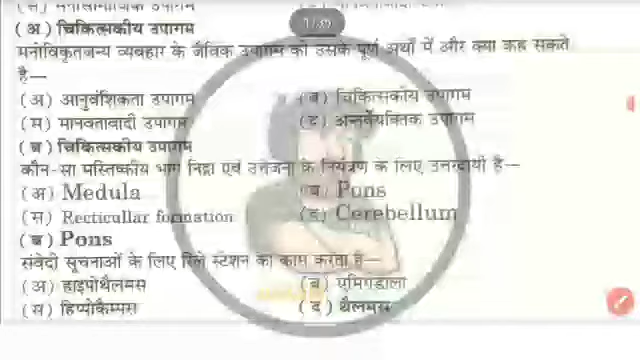 (अ) चिकित्सकीय उपागम
मनोविकृतजन्य व्यवहार के जैविक उपागम को उसके पूर्ण अर्थों में और क्या कह सकते
है—
(अ) आनुवंशिकता उपागम (ब) चिकित्सकीय उपागम
(स) मानवतावादी उपागम (द) अन्तर्वैयक्तिक उपागम
(ब) चिकित्सकीय उपागम
कौन-सा मस्तिष्कीय भाग निद्रा एवं उत्तेजना के नियंत्रण के लिए उत्तरदायी है—
(अ) Medula (ब) Pons
(स) Recticullar formation (द) Cerebellum
(ब) Pons
संवेदी सूचनाओं के लिए रिले स्टेशन का काम करता है—
(अ) हाइपोथैलमस (ब) एमिगडाला
(स) हिप्पोकैम्पस (द) थैलमस